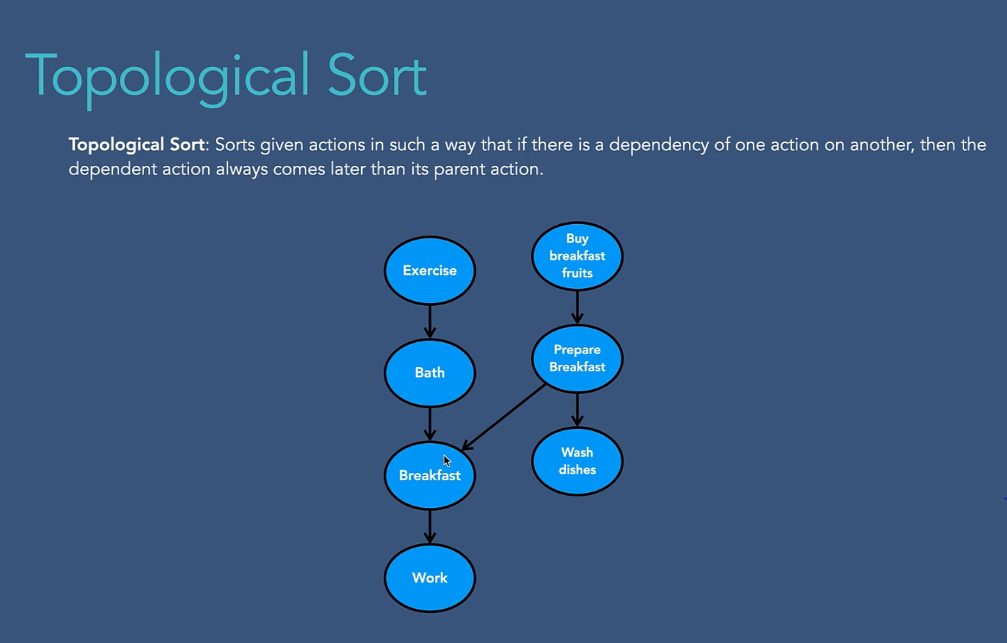 Topological Sort
Topological Sort: Sorts given actions in such a way that if there is a dependency of one action on another, then the
dependent action always comes later than its parent action.
Exercise
Buy
breakfast
fruits
Bath
Prepare
Breakfast
Breakfast
Wash
dishes
Work